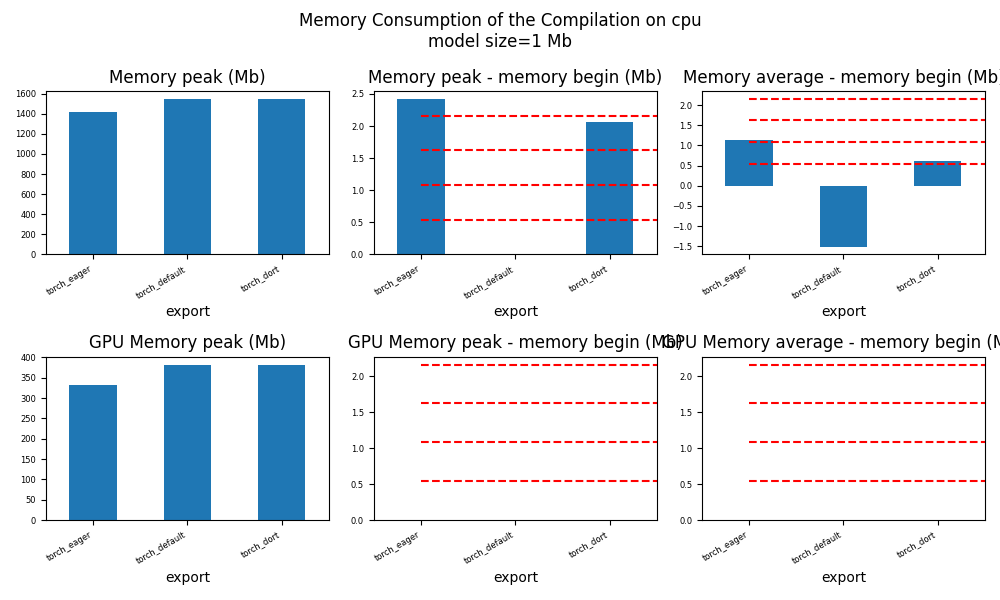 Memory Consumption of the Compilation on cpu
model size=1 Mb
Memory peak (Mb)
1600
1400
1200
1000
800
600
400
200
0
torch_eager
torch_default
torch_dort
export
Memory peak - memory begin (Mb)
2.5
2.0
1.5
1.0
0.5
0.0
torch_eager
torch_default
torch_dort
export
Memory average - memory begin (Mb)
2.0
1.5
1.0
0.5
0.0
−0.5
−1.0
−1.5
torch_eager
torch_default
torch_dort
export
GPU Memory peak (Mb)
400
350
300
250
200
150
100
50
0
torch_eager
torch_default
torch_dort
export
GPU Memory peak - memory begin (Mb)
2.0
1.5
1.0
0.5
0.0
torch_eager
torch_default
torch_dort
export
GPU Memory average - memory begin (M
2.0
1.5
1.0
0.5
0.0
torch_eager
torch_default
torch_dort
export